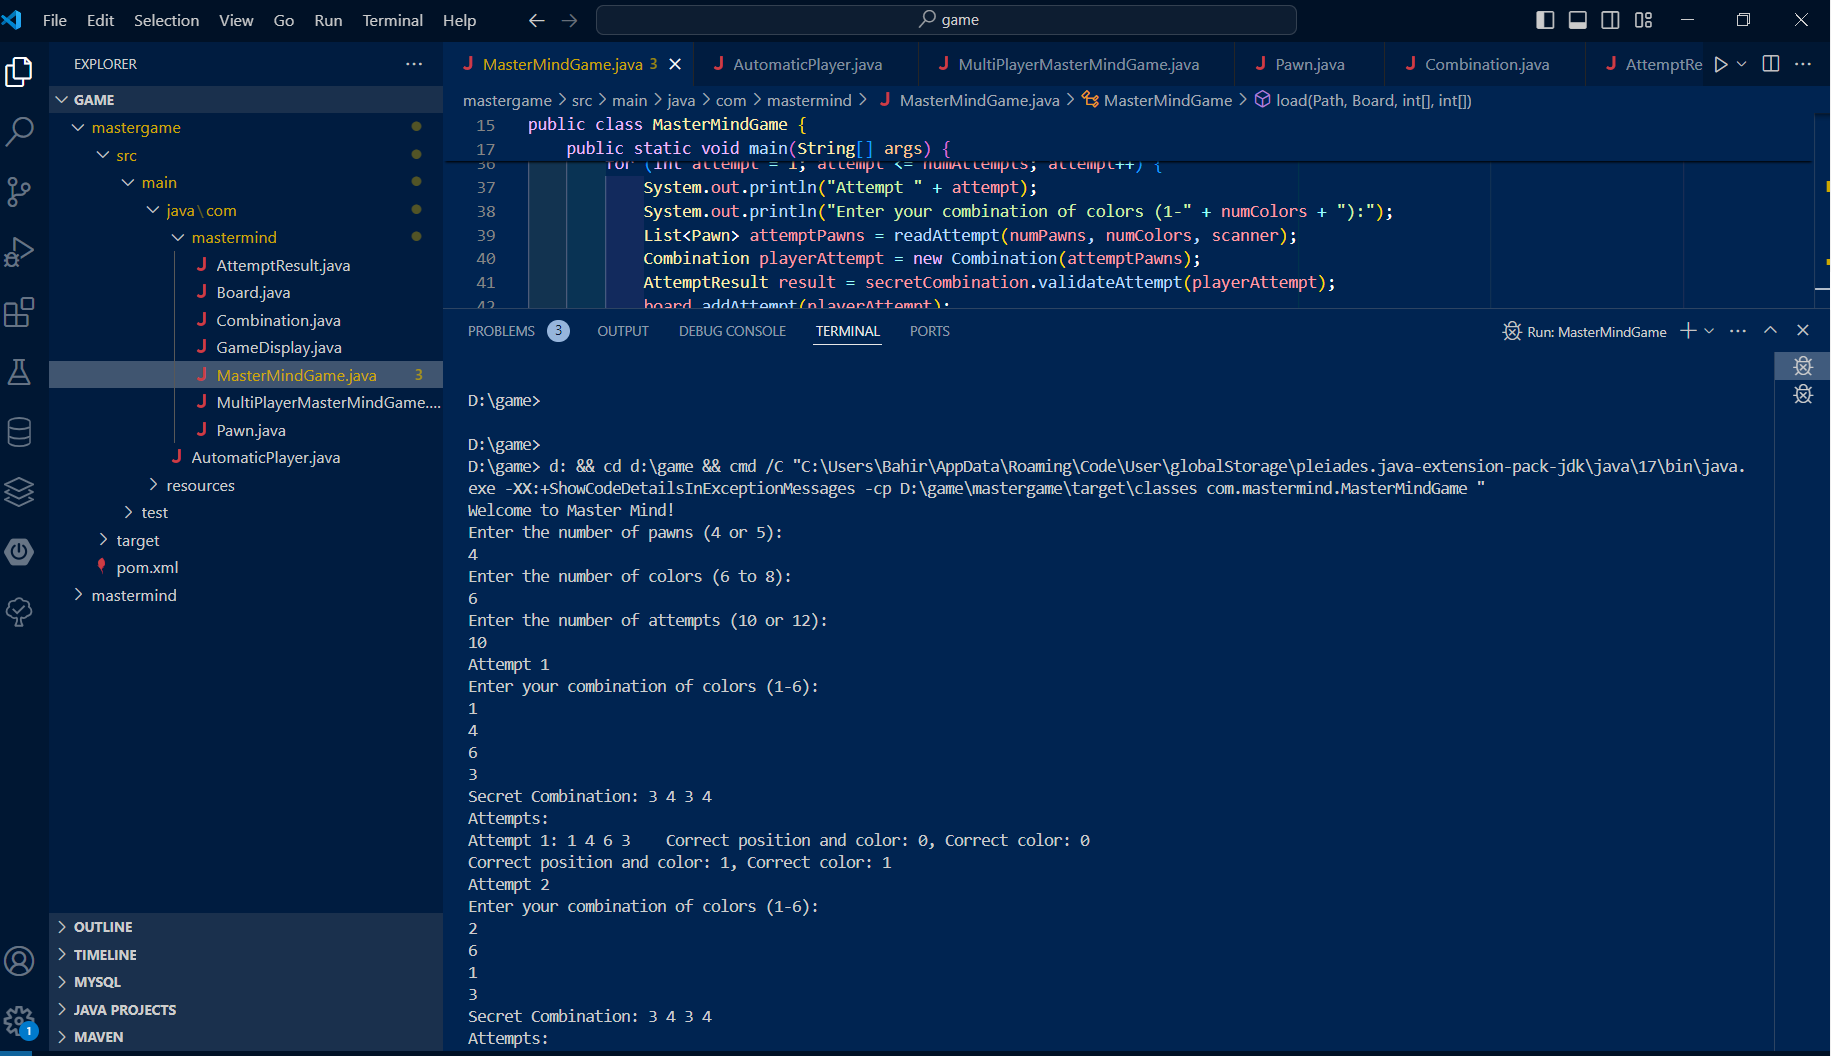 File Edit Selection View Go Run Terminal Help
game
EXPLORER
GAME
mastergame
src
main
java\com
mastermind
AttemptResult.java
Board.java
Combination.java
GameDisplay.java
MasterMindGame.java 3
MultiPlayerMasterMindGame....
Pawn.java
AutomaticPlayer.java
resources
test
target
pom.xml
mastermind
OUTLINE
TIMELINE
MYSQL
JAVA PROJECTS
MAVEN
1
MasterMindGame.java 3 AutomaticPlayer.java MultiPlayerMasterMindGame.java Pawn.java Combination.java AttemptRe
mastergame > src > main > java > com > mastermind > MasterMindGame.java > MasterMindGame > load(Path, Board, int[], int[])
15 public class MasterMindGame {
17 public static void main(String[] args) {
36 for (int attempt = 1; attempt <= numAttempts; attempt++) {
37 System.out.println("Attempt " + attempt);
38 System.out.println("Enter your combination of colors (1-" + numColors + "):");
39 List<Pawn> attemptPawns = readAttempt(numPawns, numColors, scanner);
40 Combination playerAttempt = new Combination(attemptPawns);
41 AttemptResult result = secretCombination.validateAttempt(playerAttempt);
42 board.addAttempt(playerAttempt);
PROBLEMS 3 OUTPUT DEBUG CONSOLE TERMINAL PORTS
Run: MasterMindGame
D:\game>
D:\game>
D:\game> d: && cd d:\game && cmd /C "C:\Users\Bahir\AppData\Roaming\Code\User\globalStorage\pleiades.java-extension-pack-jdk\java\17\bin\java.
exe -XX:+ShowCodeDetailsInExceptionMessages -cp D:\game\mastergame\target\classes com.mastermind.MasterMindGame "
Welcome to Master Mind!
Enter the number of pawns (4 or 5):
4
Enter the number of colors (6 to 8):
6
Enter the number of attempts (10 or 12):
10
Attempt 1
Enter your combination of colors (1-6):
1
4
6
3
Secret Combination: 3 4 3 4
Attempts:
Attempt 1: 1 4 6 3    Correct position and color: 0, Correct color: 0
Correct position and color: 1, Correct color: 1
Attempt 2
Enter your combination of colors (1-6):
2
6
1
3
Secret Combination: 3 4 3 4
Attempts: